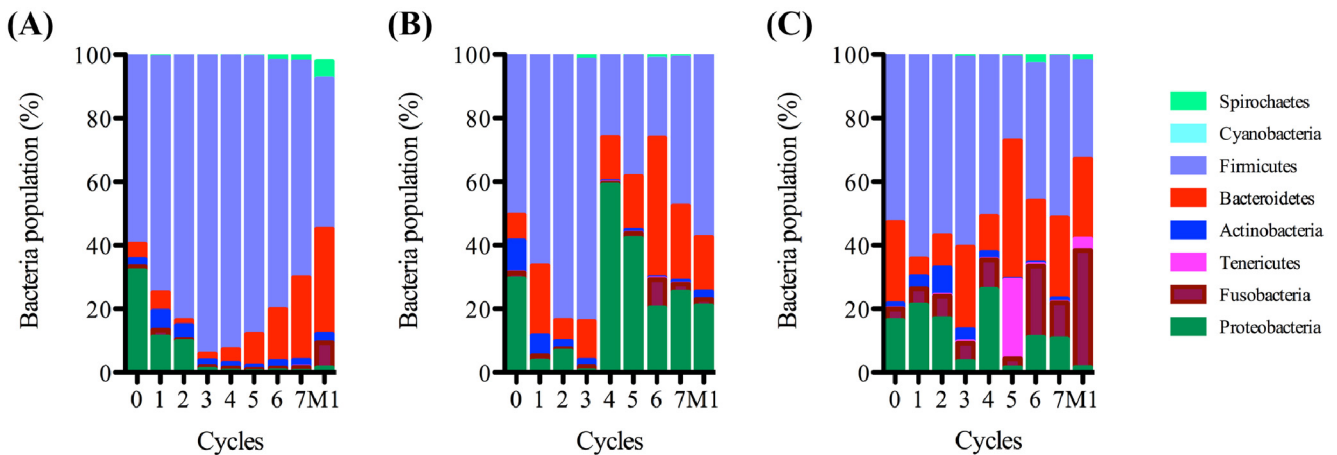 (A)
Bacteria population (%)
100
80
60
40
20
0
0 1 2 3 4 5 6 7M1
Cycles
(B)
Bacteria population (%)
100
80
60
40
20
0
0 1 2 3 4 5 6 7M1
Cycles
(C)
Bacteria population (%)
100
80
60
40
20
0
0 1 2 3 4 5 6 7M1
Cycles
Spirochaetes
Cyanobacteria
Firmicutes
Bacteroidetes
Actinobacteria
Tenericutes
Fusobacteria
Proteobacteria